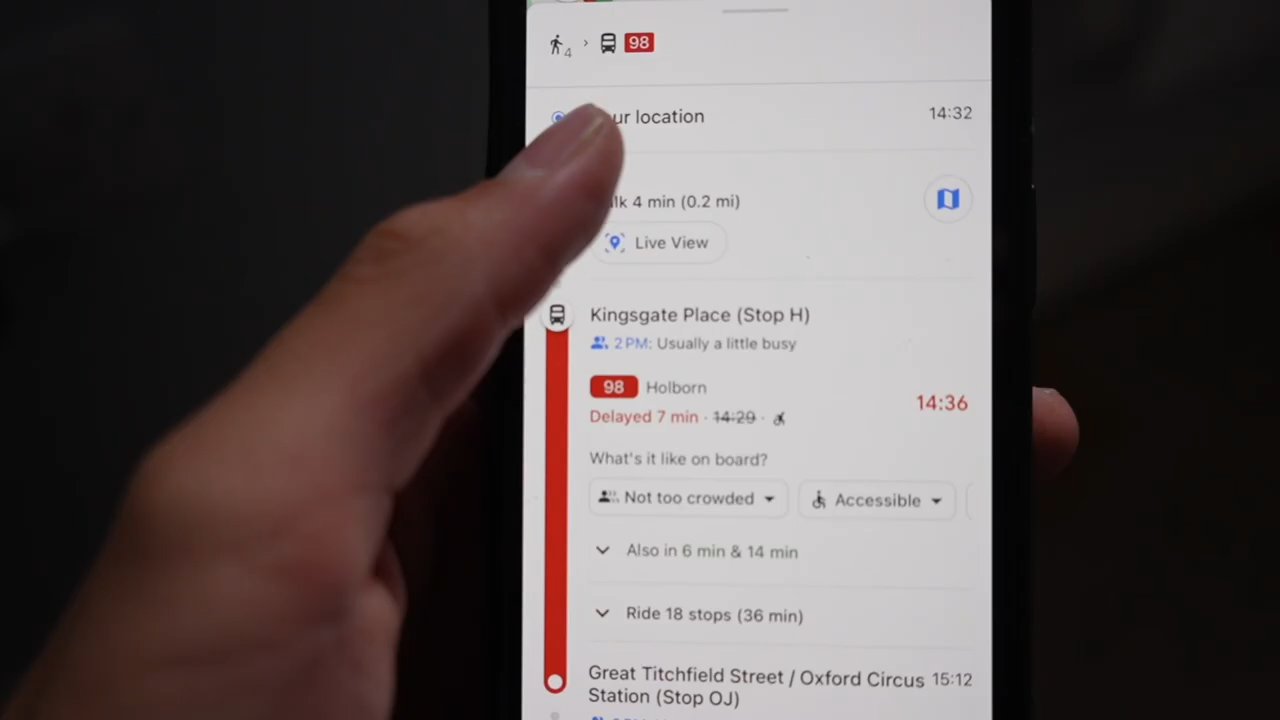 4 98
ur location 14:32
lk 4 min (0.2 mi)
Live View
Kingsgate Place (Stop H)
2 PM: Usually a little busy
98 Holborn
14:36
Delayed 7 min · 14:29 ·
What's it like on board?
Not too crowded Accessible
Also in 6 min & 14 min
Ride 18 stops (36 min)
Great Titchfield Street / Oxford Circus 15:12
Station (Stop OJ)